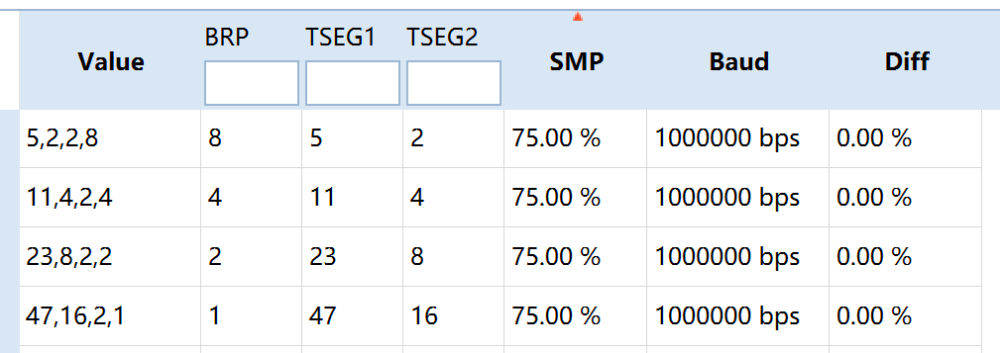 Value BRP TSEG1 TSEG2 SMP Baud Diff
5,2,2,8 8 5 2 75.00 % 1000000 bps 0.00 %
11,4,2,4 4 11 4 75.00 % 1000000 bps 0.00 %
23,8,2,2 2 23 8 75.00 % 1000000 bps 0.00 %
47,16,2,1 1 47 16 75.00 % 1000000 bps 0.00 %